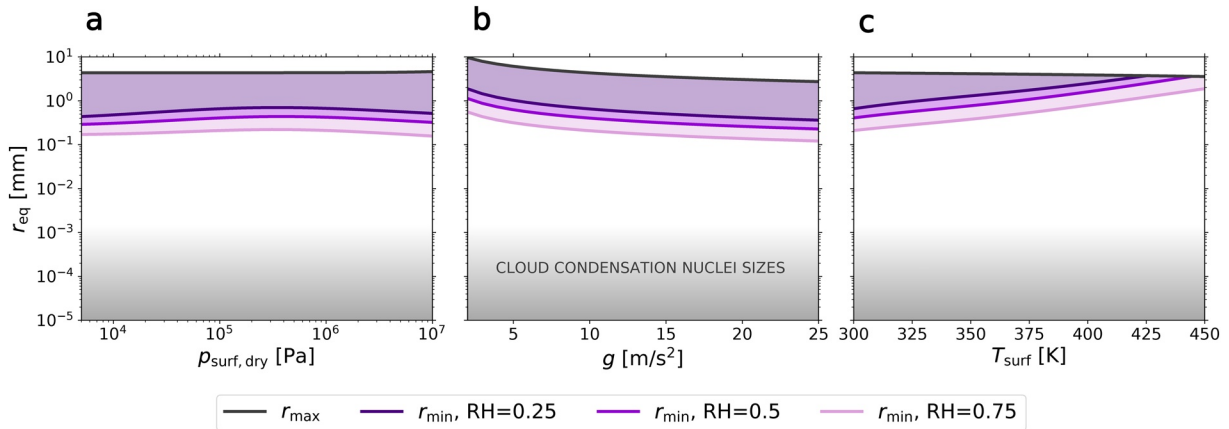 a
b
c
r_eq [mm]
10^1
10^0
10^-1
10^-2
10^-3
10^-4
10^-5
CLOUD CONDENSATION NUCLEI SIZES
10^4 10^5 10^6 10^7
5 10 15 20 25
300 325 350 375 400 425 450
p_surf, dry [Pa]
g [m/s^2]
T_surf [K]
r_max r_min, RH=0.25 r_min, RH=0.5 r_min, RH=0.75